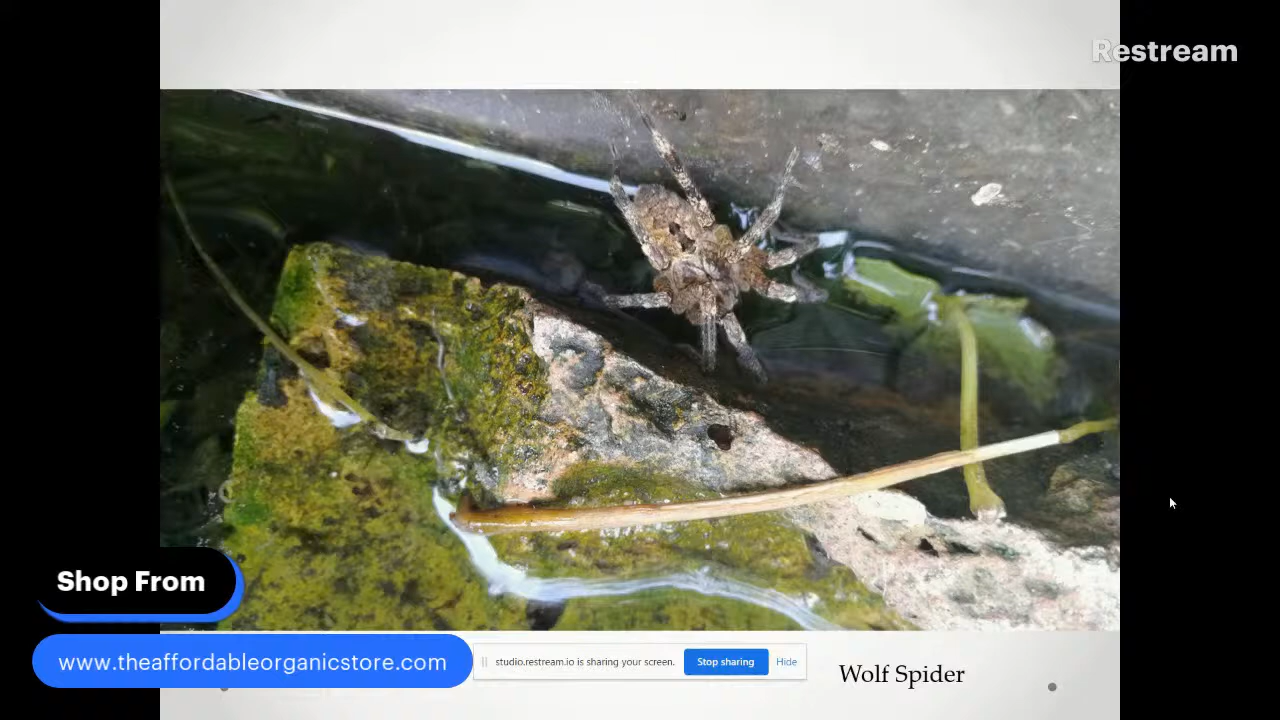 Restream
Shop From
www.theaffordableorganicstore.com
studio.restream.io is sharing your screen.
Stop sharing
Hide
Wolf Spider